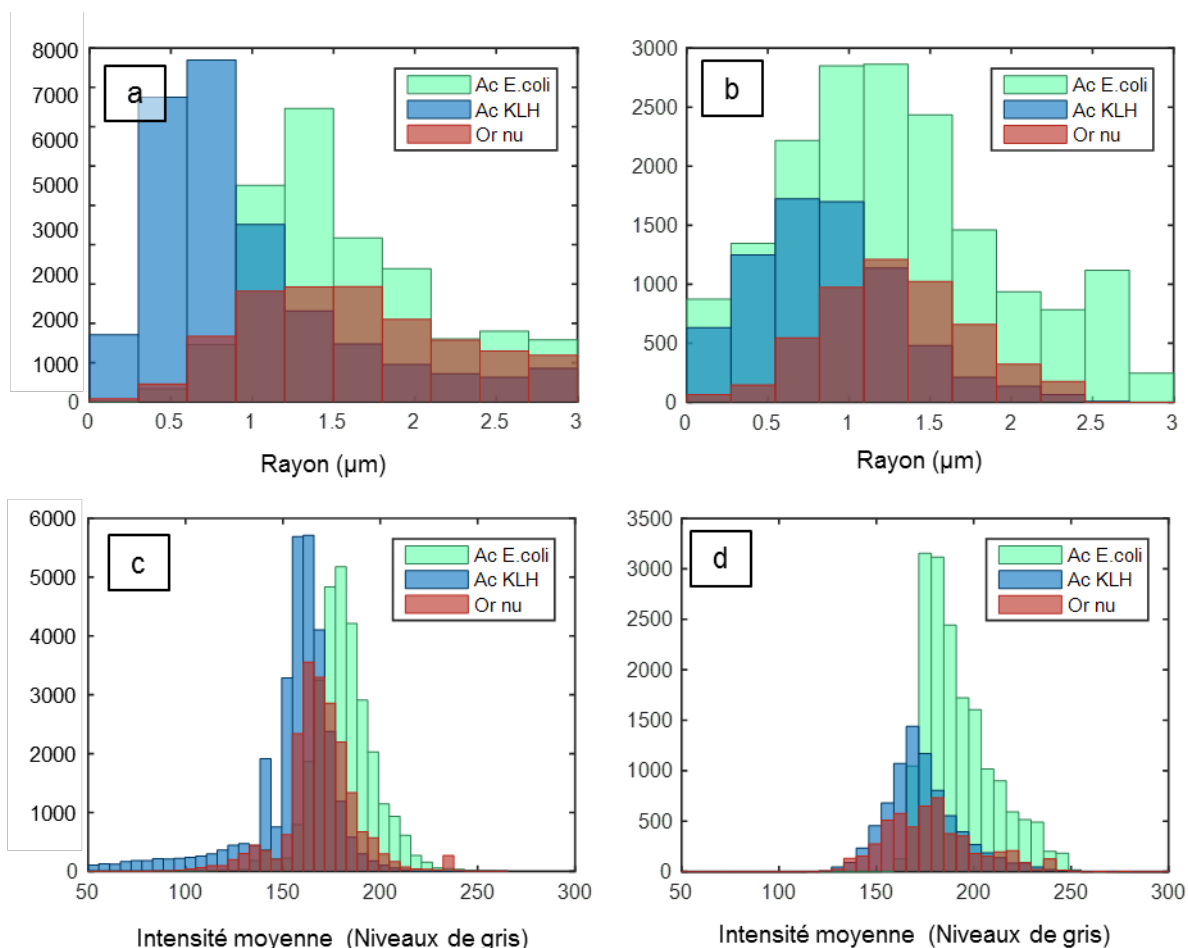 8000
7000
6000
5000
3000
2000
2000
1000
0
a
Ac E.coli
Ac KLH
Or nu
0 0.5 1 1.5 2 2.5 3
Rayon (µm)
3000
2500
2000
1500
1000
500
0
b
Ac E.coli
Ac KLH
Or nu
0 0.5 1 1.5 2 2.5 3
Rayon (µm)
6000
5000
4000
3000
2000
1000
0
c
Ac E.coli
Ac KLH
Or nu
50 100 150 200 250 300
Intensité moyenne (Niveaux de gris)
3500
3000
2500
2000
1500
1000
500
0
d
Ac E.coli
Ac KLH
Or nu
50 100 150 200 250 300
Intensité moyenne (Niveaux de gris)